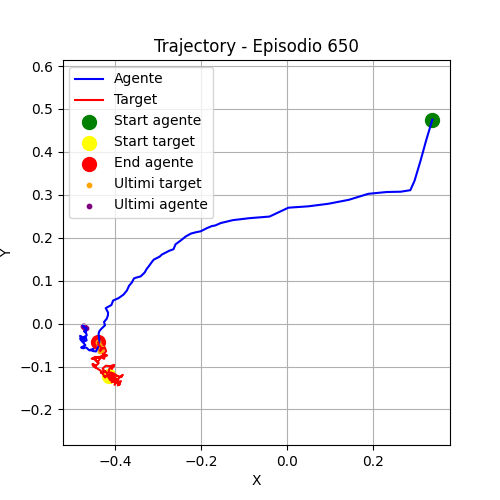 Trajectory - Episodio 650
Agente
Target
Start agente
Start target
End agente
Ultimi target
Ultimi agente
0.6
0.5
0.4
0.3
0.2
0.1
0.0
−0.1
−0.2
Y
−0.4
−0.2
0.0
0.2
X